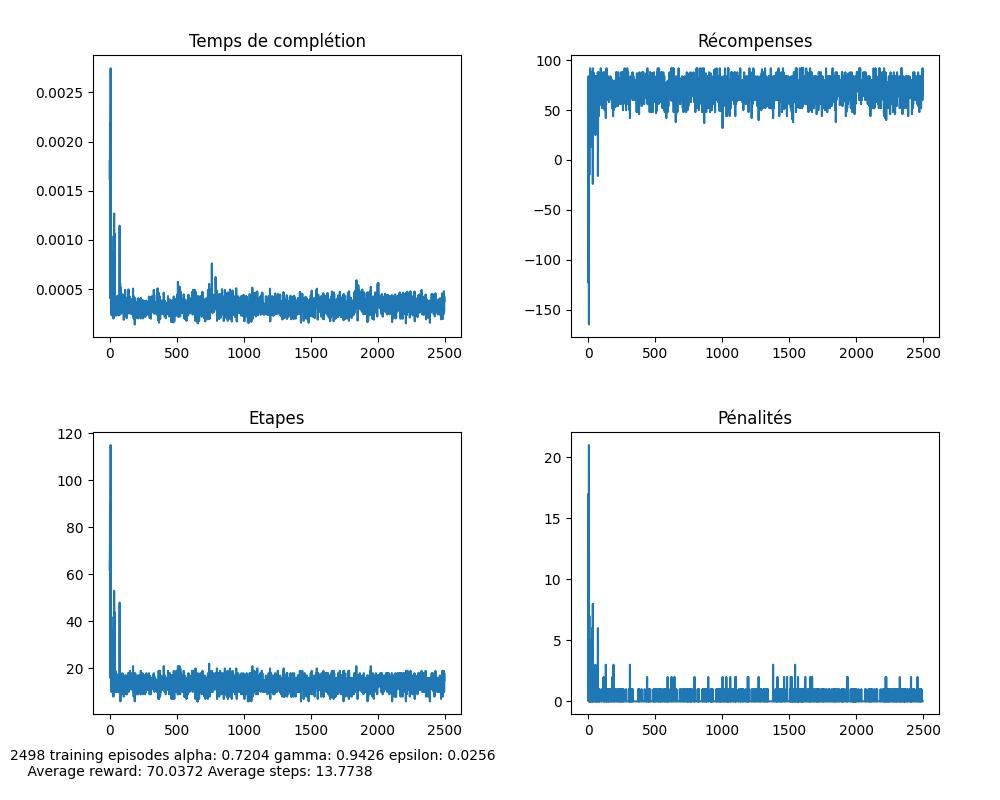 Temps de complétion
0.0025
0.0020
0.0015
0.0010
0.0005
0 500 1000 1500 2000 2500
Récompenses
100
50
0
−50
−100
−150
0 500 1000 1500 2000 2500
Etapes
120
100
80
60
40
20
0 500 1000 1500 2000 2500
Pénalités
20
15
10
5
0
0 500 1000 1500 2000 2500
2498 training episodes alpha: 0.7204 gamma: 0.9426 epsilon: 0.0256
Average reward: 70.0372 Average steps: 13.7738